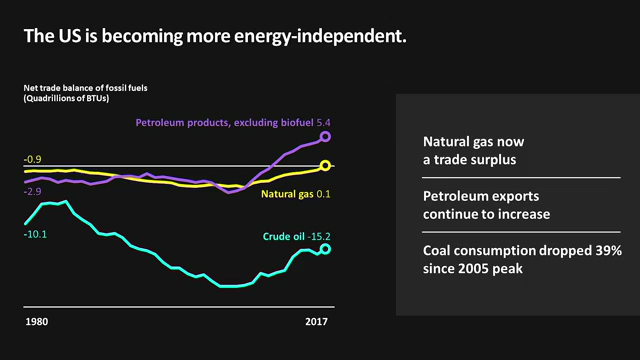 The US is becoming more energy-independent.
Net trade balance of fossil fuels
(Quadrillions of BTUs)
Petroleum products, excluding biofuel 5.4
-0.9
-2.9
Natural gas 0.1
-10.1
Crude oil -15.2
1980
2017
Natural gas now
a trade surplus
Petroleum exports
continue to increase
Coal consumption dropped 39%
since 2005 peak